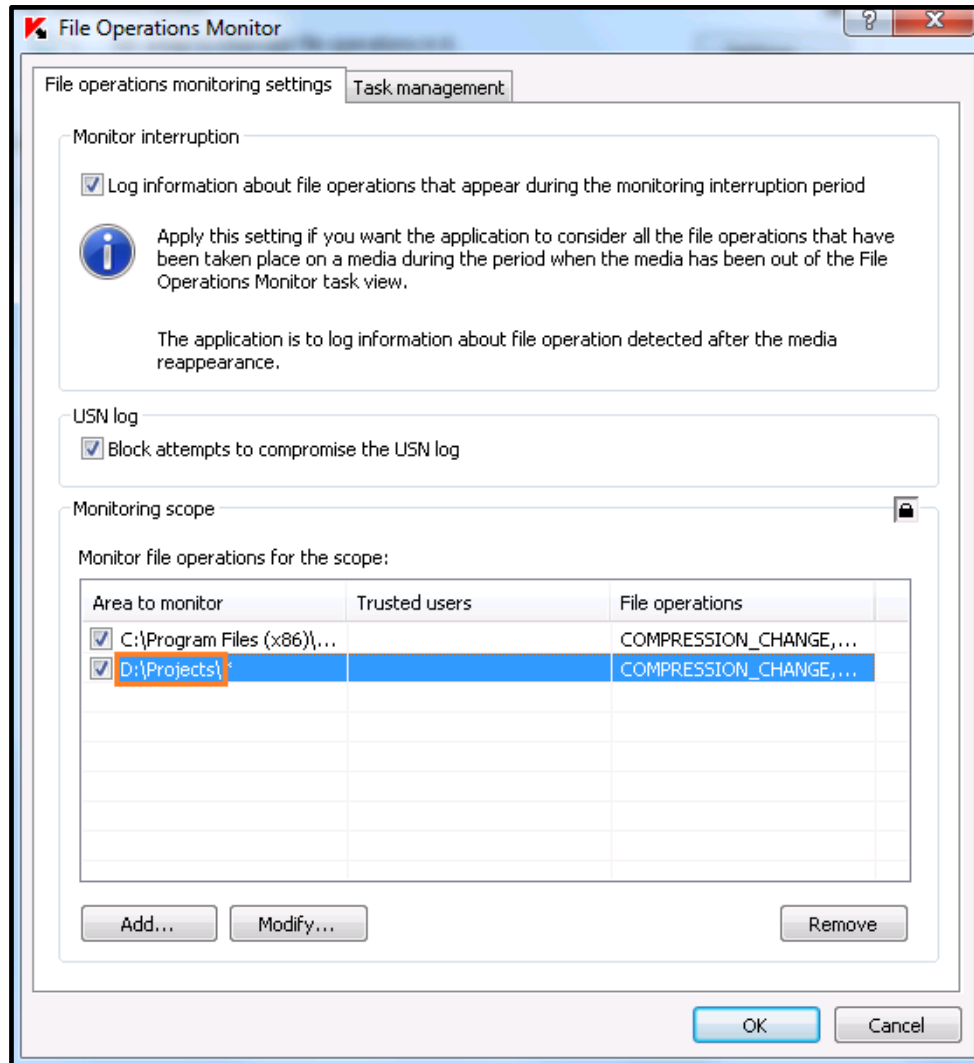 File Operations Monitor
?
X
File operations monitoring settings
Task management
Monitor interruption
Log information about file operations that appear during the monitoring interruption period
i
Apply this setting if you want the application to consider all the file operations that have
been taken place on a media during the period when the media has been out of the File
Operations Monitor task view.
The application is to log information about file operation detected after the media
reappearance.
USN log
Block attempts to compromise the USN log
Monitoring scope
Monitor file operations for the scope:
Area to monitor Trusted users File operations
C:\Program Files (x86)\... COMPRESSION_CHANGE,...
D:\Projects\* COMPRESSION_CHANGE,...
Add... Modify... Remove
OK Cancel